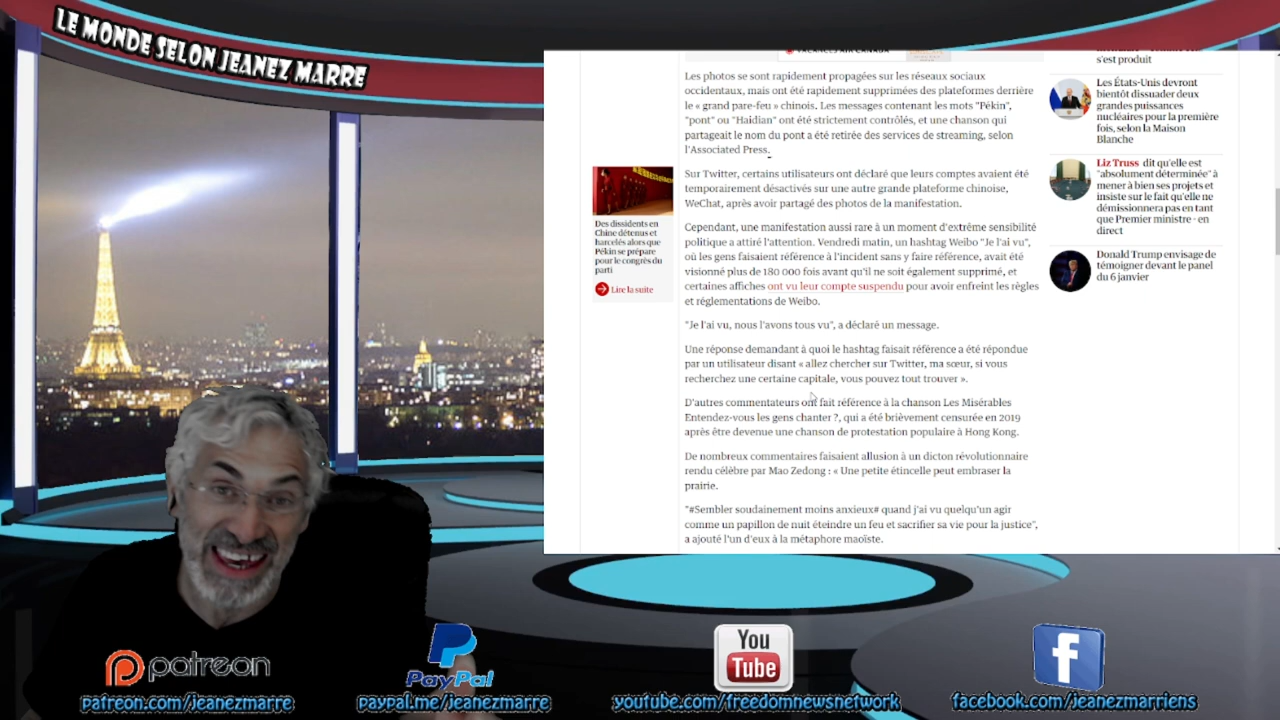 LE MONDE SELON JEANEZ MARRE
VACANCES AIR CANADA
s'est produit
Les photos se sont rapidement propagées sur les réseaux sociaux
occidentaux, mais ont été rapidement supprimées des plateformes derrière
le « grand pare-feu » chinois. Les messages contenant les mots "Pékin",
"pont" ou "Haidian" ont été strictement contrôlés, et une chanson qui
partageait le nom du pont a été retirée des services de streaming, selon
l'Associated Press.
Sur Twitter, certains utilisateurs ont déclaré que leurs comptes avaient été
temporairement désactivés sur une autre grande plateforme chinoise,
WeChat, après avoir partagé des photos de la manifestation.
Cependant, une manifestation aussi rare à un moment d'extrême sensibilité
politique a attiré l'attention. Vendredi matin, un hashtag Weibo "Je l'ai vu",
où les gens faisaient référence à l'incident sans y faire référence, avait été
visionné plus de 180 000 fois avant qu'il ne soit également supprimé, et
certaines affiches ont vu leur compte suspendu pour avoir enfreint les règles
et réglementations de Weibo.
"Je l'ai vu, nous l'avons tous vu", a déclaré un message.
Une réponse demandant à quoi le hashtag faisait référence a été répondue
par un utilisateur disant « allez chercher sur Twitter, ma sœur, si vous
recherchez une certaine capitale, vous pouvez tout trouver ».
D'autres commentateurs ont fait référence à la chanson Les Misérables
Entendez-vous les gens chanter ?, qui a été brièvement censurée en 2019
après être devenue une chanson de protestation populaire à Hong Kong.
De nombreux commentaires faisaient allusion à un dicton révolutionnaire
rendu célèbre par Mao Zedong : « Une petite étincelle peut embraser la
prairie.
"#Sembler soudainement moins anxieux# quand j'ai vu quelqu'un agir
comme un papillon de nuit éteindre un feu et sacrifier sa vie pour la justice",
a ajouté l'un d'eux à la métaphore maoïste.
Des dissidents en
Chine détenus et
harcelés alors que
Pékin se prépare
pour le congrès du
parti
Lire la suite
Les États-Unis devront
bientôt dissuader deux
grandes puissances
nucléaires pour la première
fois, selon la Maison
Blanche
Liz Truss dit qu'elle est
"absolument déterminée" à
mener à bien ses projets et
insiste sur le fait qu'elle ne
démissionnera pas en tant
que Premier ministre - en
direct
Donald Trump envisage de
témoigner devant le panel
du 6 janvier
patreon
PayPal
You
Tube
f
patreon.com/jeanezmarre
paypal.me/jeanezmarre
youtube.com/freedomnewsnetwork
facebook.com/jeanezmarriens